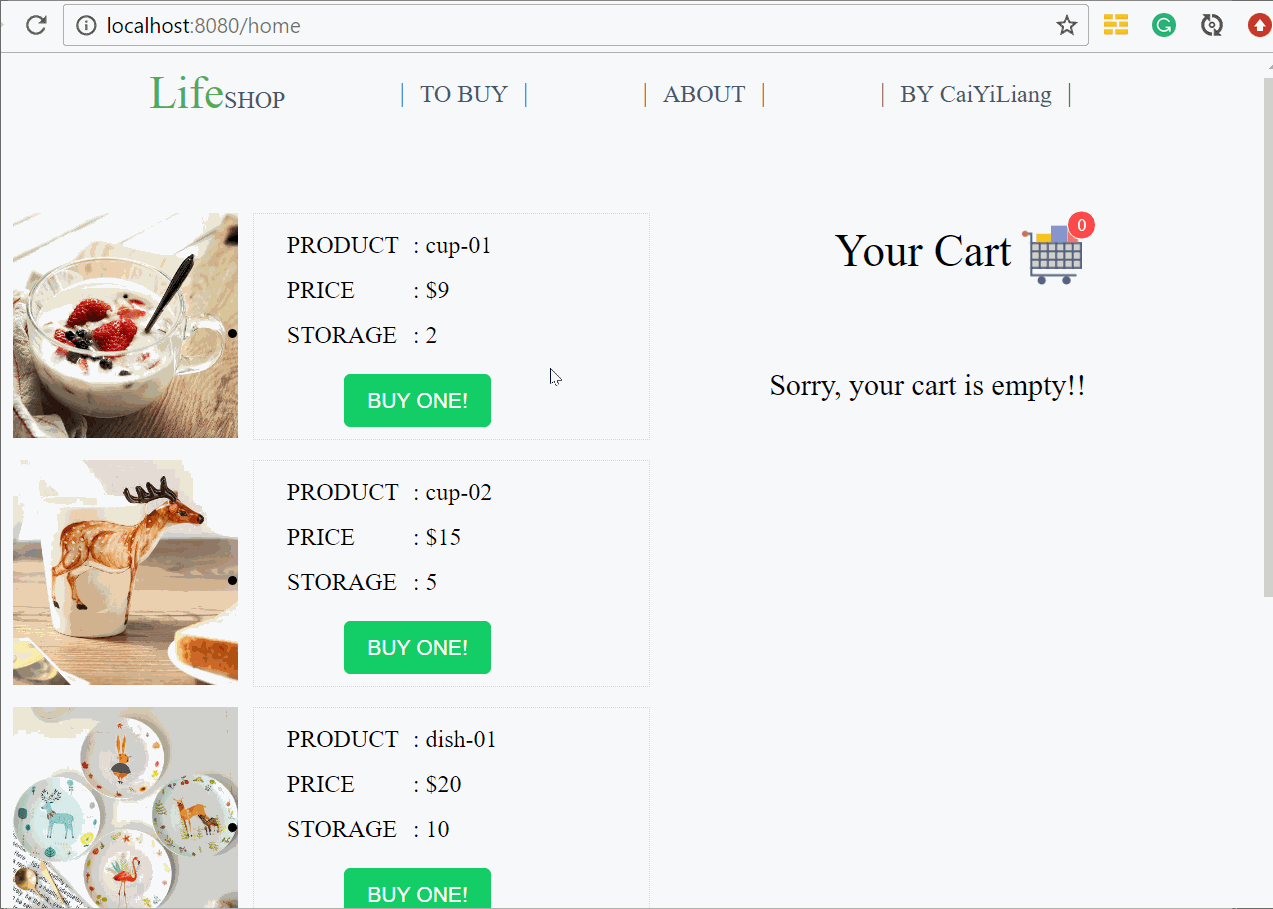 localhost:8080/home
LifeSHOP | TO BUY | | ABOUT | | BY CaiYiLiang |
PRODUCT : cup-01
PRICE : $9
STORAGE : 2
BUY ONE!
Your Cart 0
Sorry, your cart is empty!!
PRODUCT : cup-02
PRICE : $15
STORAGE : 5
BUY ONE!
PRODUCT : dish-01
PRICE : $20
STORAGE : 10
BUY ONE!